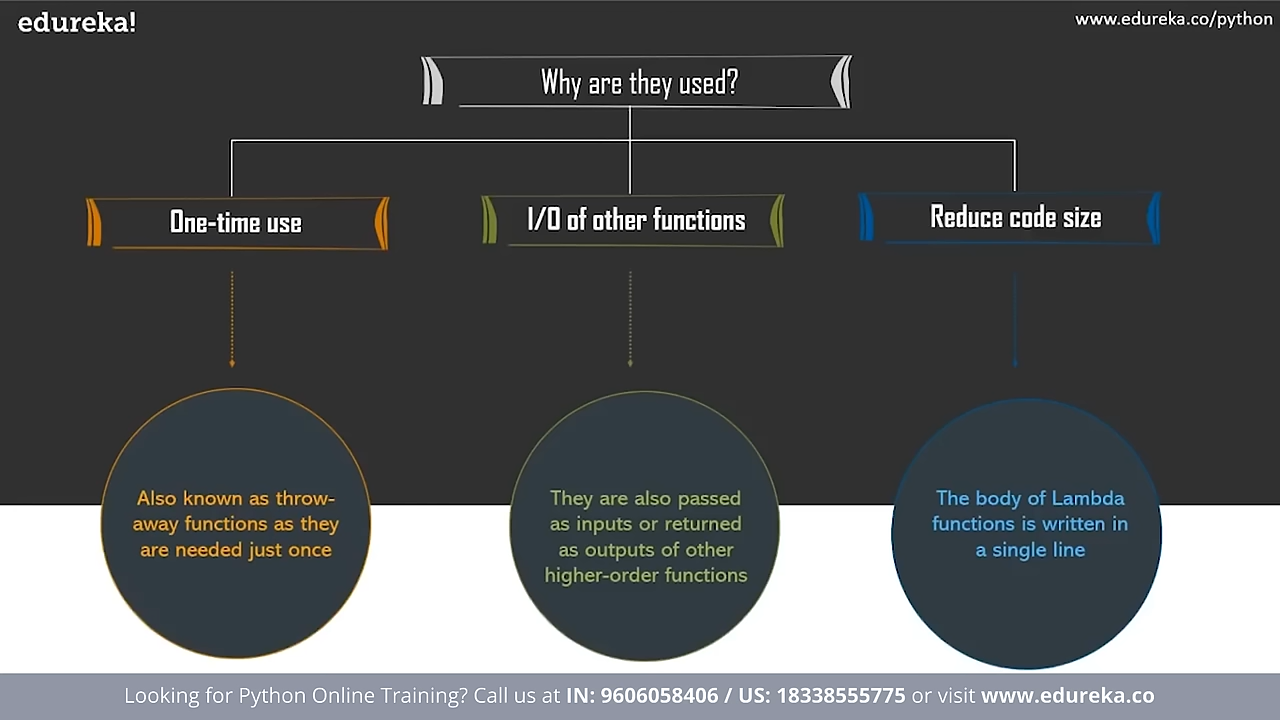 edureka!
www.edureka.co/python
Why are they used?
One-time use
I/O of other functions
Reduce code size
Also known as throw-
away functions as they
are needed just once
They are also passed
as inputs or returned
as outputs of other
higher-order functions
The body of Lambda
functions is written in
a single line
Looking for Python Online Training? Call us at IN: 9606058406 / US: 18338555775 or visit www.edureka.co